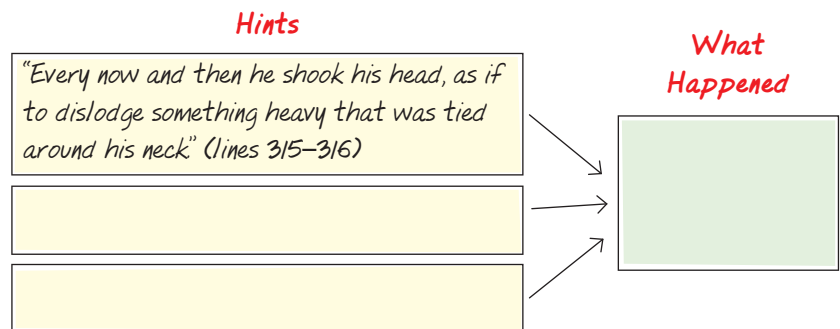 Hints
"Every now and then he shook his head, as if
to dislodge something heavy that was tied
around his neck." (lines 315–316)
What
Happened